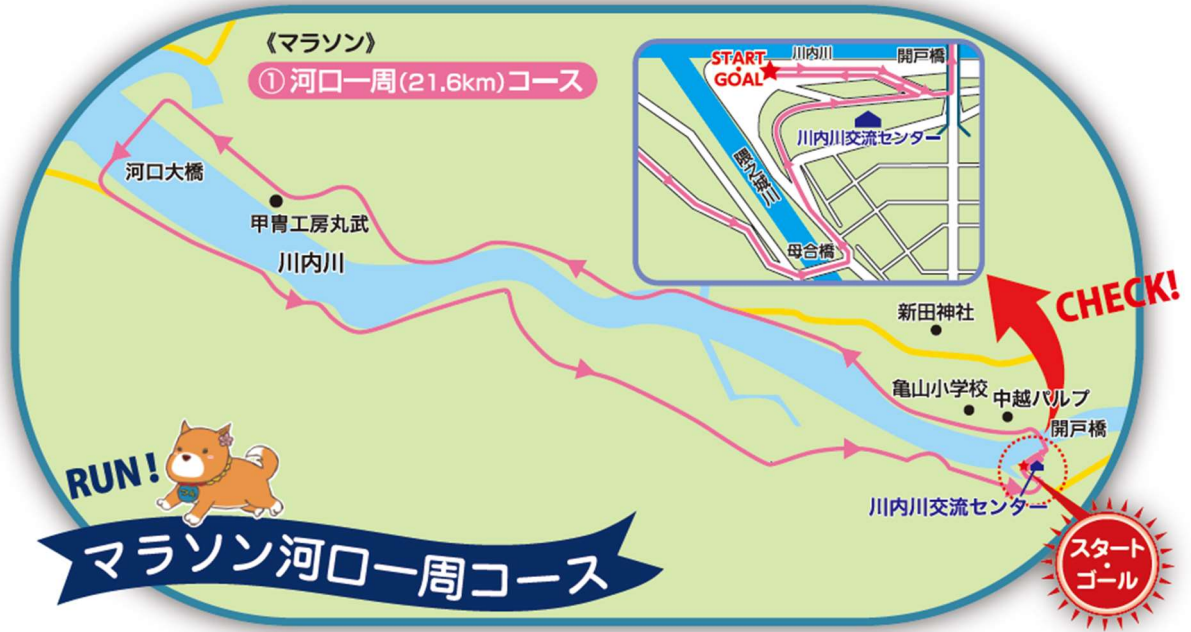 《マラソン》
① 河口一周(21.6km)コース
START
GOAL
川内川
開戸橋
川内川交流センター
隈之城川
母合橋
河口大橋
甲冑工房丸武
川内川
新田神社
CHECK!
亀山小学校
中越パルプ
開戸橋
川内川交流センター
スタート
・
ゴール
RUN!
マラソン河口一周コース